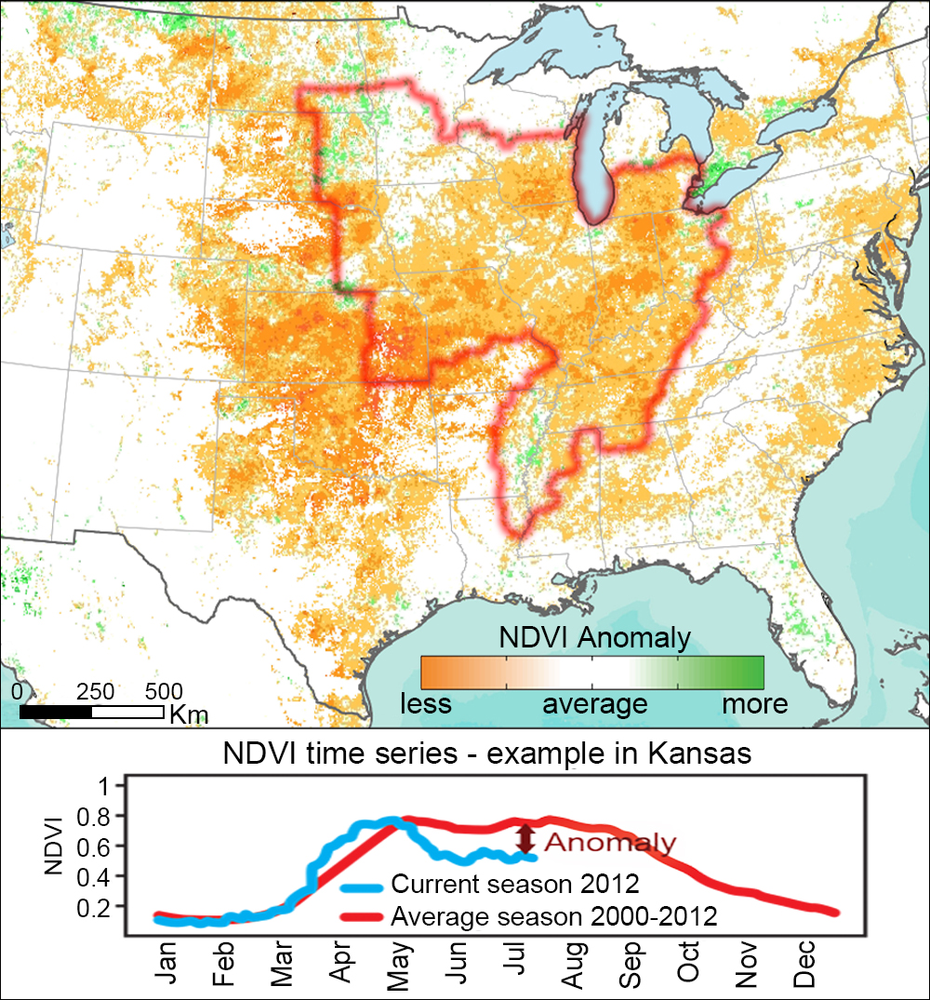 NDVI Anomaly
less average more
0 250 500
Km
NDVI time series - example in Kansas
NDVI
1
0.8
0.6
0.4
0.2
Anomaly
Current season 2012
Average season 2000-2012
Jan Feb Mar Apr May Jun Jul Aug Sep Oct Nov Dec